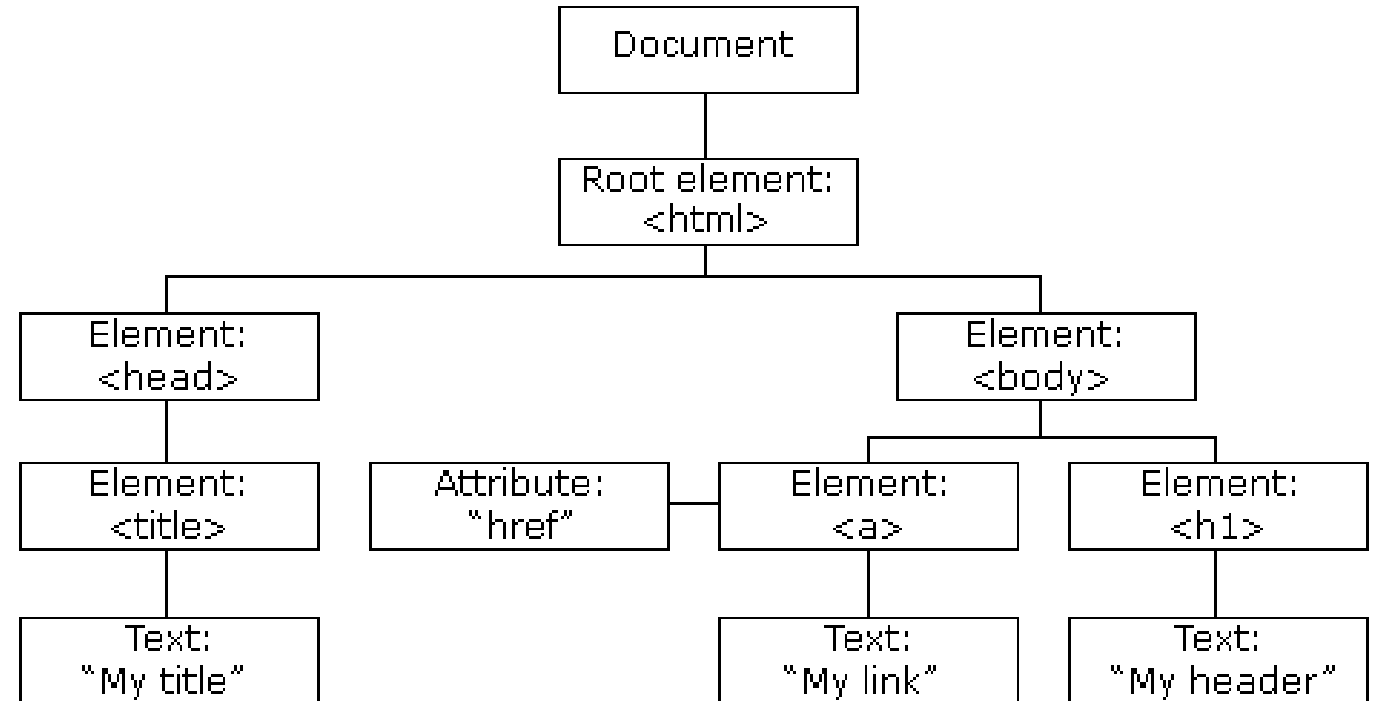 Document
Root element:
<html>
Element:
<head>
Element:
<body>
Element:
<title>
Attribute:
“href”
Element:
<a>
Element:
<h1>
Text:
“My title”
Text:
“My link”
Text:
“My header”